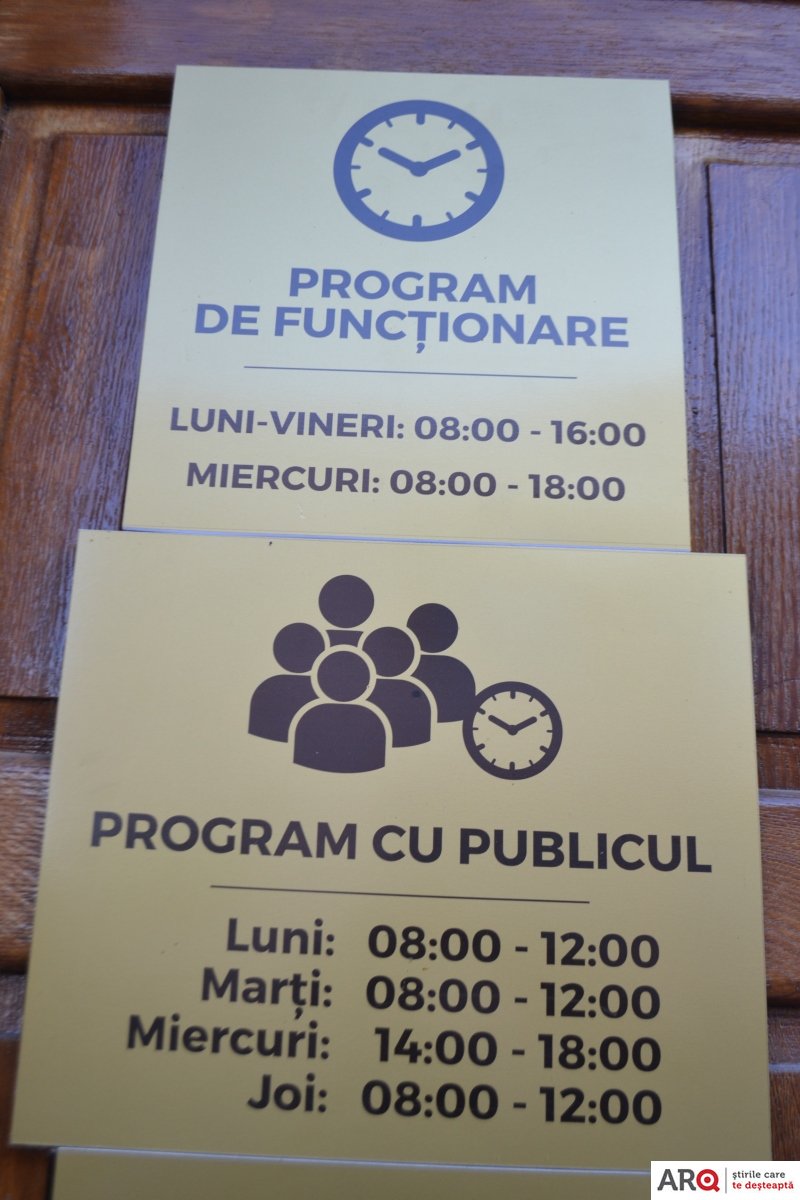 PROGRAM
DE FUNCȚIONARE
LUNI-VINERI: 08:00 - 16:00
MIERCURI: 08:00 - 18:00
PROGRAM CU PUBLICUL
Luni: 08:00 - 12:00
Marți: 08:00 - 12:00
Miercuri: 14:00 - 18:00
Joi: 08:00 - 12:00
ARQ
știrile care
te deșteaptă